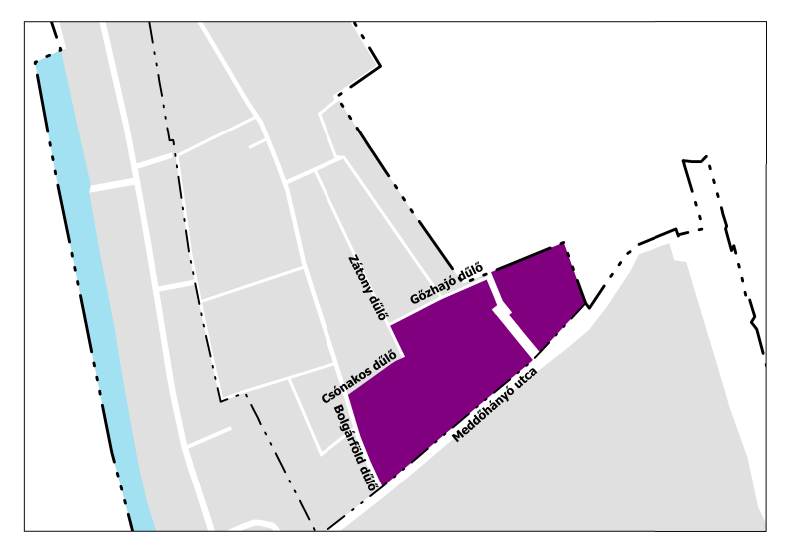 Zátony dűlő
Gőzhajó dűlő
Csónakos dűlő
Bolgárföld dűlő
Meddőhányó utca